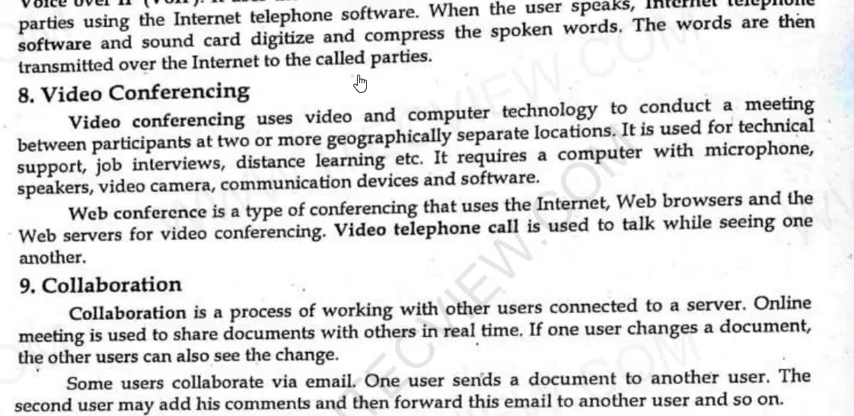 Voice over IP (VoIP). It uses
parties using the Internet telephone software. When the user speaks, Internet telephone
software and sound card digitize and compress the spoken words. The words are then
transmitted over the Internet to the called parties.
8. Video Conferencing
Video conferencing uses video and computer technology to conduct a meeting
between participants at two or more geographically separate locations. It is used for technical
support, job interviews, distance learning etc. It requires a computer with microphone,
speakers, video camera, communication devices and software.
Web conference is a type of conferencing that uses the Internet, Web browsers and the
Web servers for video conferencing. Video telephone call is used to talk while seeing one
another.
9. Collaboration
Collaboration is a process of working with other users connected to a server. Online
meeting is used to share documents with others in real time. If one user changes a document,
the other users can also see the change.
Some users collaborate via email. One user sends a document to another user. The
second user may add his comments and then forward this email to another user and so on.